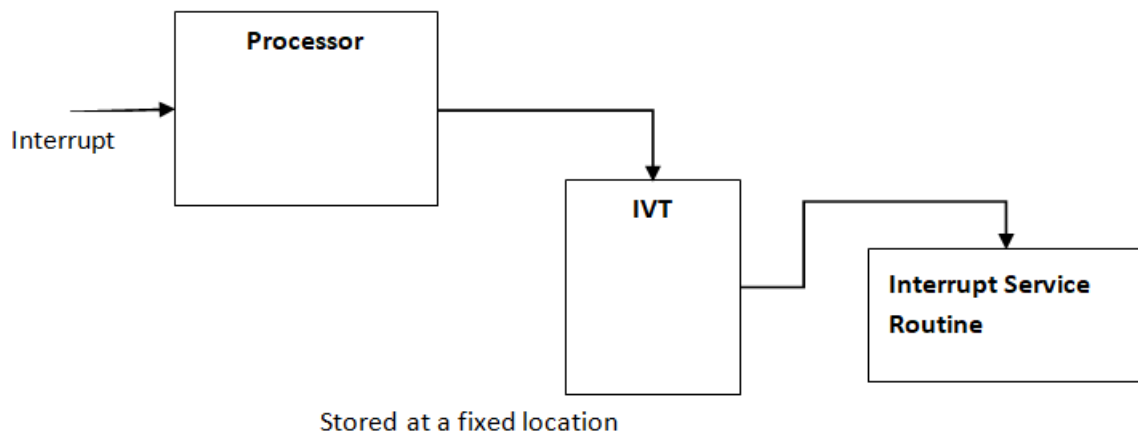 Processor
Interrupt
IVT
Interrupt Service
Routine
Stored at a fixed location